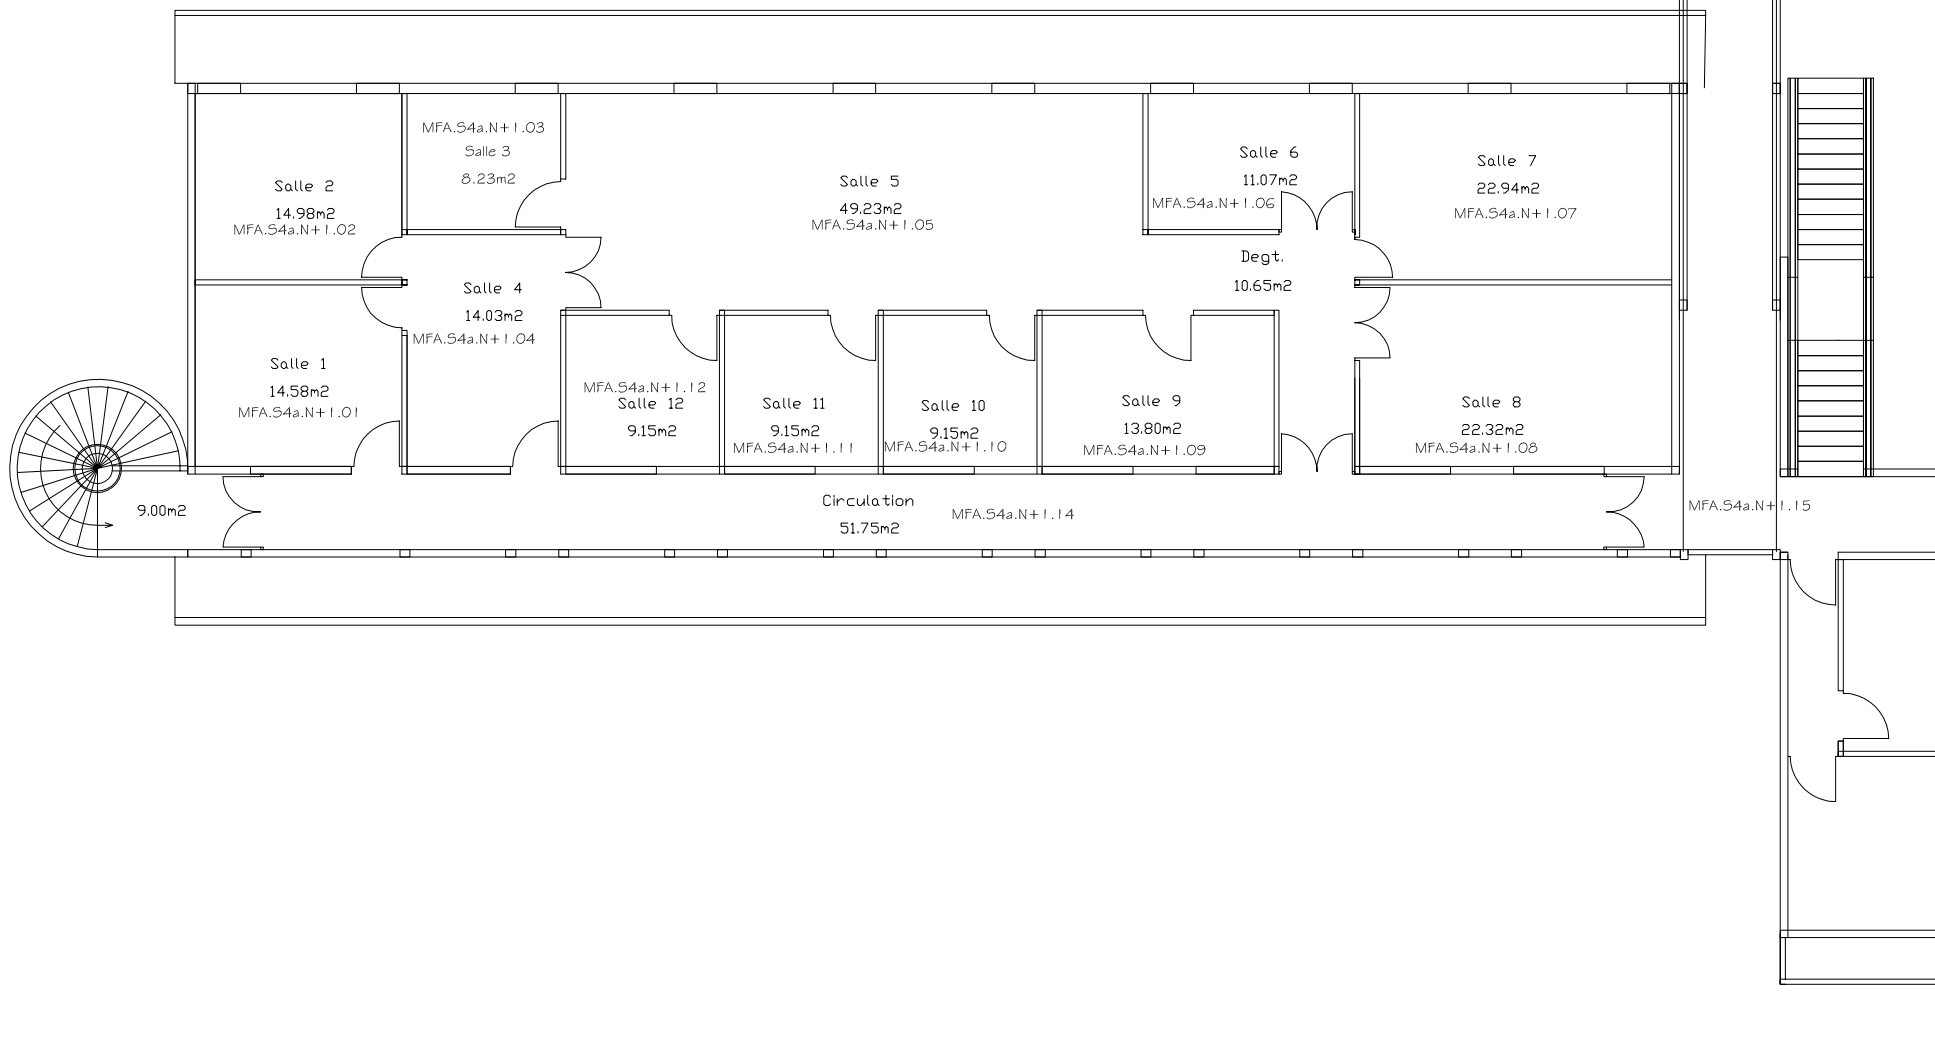 MFA.S4a.N+1.03
Salle 3
8.23m2
Salle 2
14.98m2
MFA.S4a.N+1.02
Salle 5
49.23m2
MFA.S4a.N+1.05
Salle 6
11.07m2
MFA.S4a.N+1.06
Salle 7
22.94m2
MFA.S4a.N+1.07
Degt.
10.65m2
Salle 4
14.03m2
MFA.S4a.N+1.04
Salle 1
14.58m2
MFA.S4a.N+1.01
MFA.S4a.N+1.12
Salle 12
9.15m2
Salle 11
9.15m2
MFA.S4a.N+1.11
Salle 10
9.15m2
MFA.S4a.N+1.10
Salle 9
13.80m2
MFA.S4a.N+1.09
Salle 8
22.32m2
MFA.S4a.N+1.08
9.00m2
Circulation
51.75m2
MFA.S4a.N+1.14
MFA.S4a.N+1.15